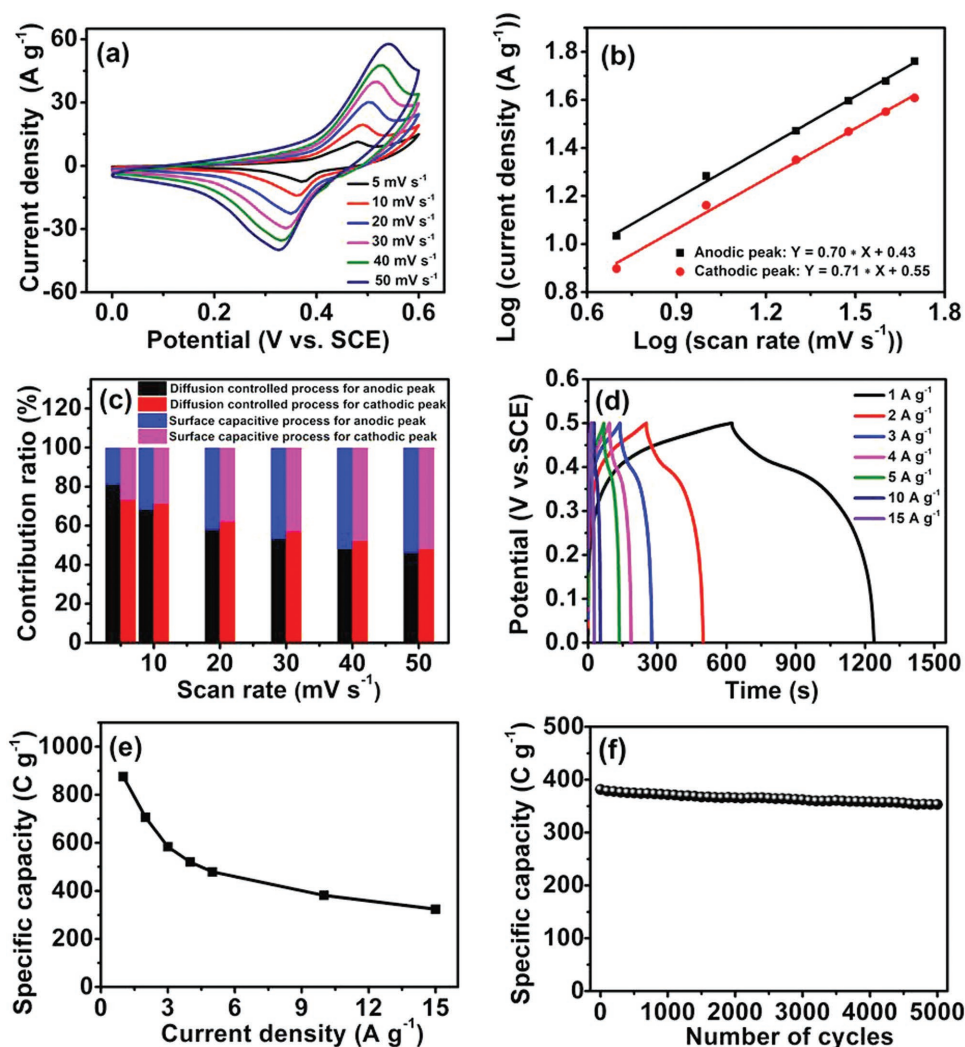 (a)
Current density (A g⁻¹)
60
30
0
-30
-60
0.0 0.2 0.4 0.6
Potential (V vs. SCE)
5 mV s⁻¹
10 mV s⁻¹
20 mV s⁻¹
30 mV s⁻¹
40 mV s⁻¹
50 mV s⁻¹
(b)
Log (current density (A g⁻¹))
1.8
1.6
1.4
1.2
1.0
0.8
0.6 0.9 1.2 1.5 1.8
Log (scan rate (mV s⁻¹))
Anodic peak: Y = 0.70 * X + 0.43
Cathodic peak: Y = 0.71 * X + 0.55
(c)
Contribution ratio (%)
120
100
80
60
40
20
0
10 20 30 40 50
Scan rate (mV s⁻¹)
Diffusion controlled process for anodic peak
Diffusion controlled process for cathodic peak
Surface capacitive process for anodic peak
Surface capacitive process for cathodic peak
(d)
Potential (V vs.SCE)
0.5
0.4
0.3
0.2
0.1
0.0
0 300 600 900 1200 1500
Time (s)
1 A g⁻¹
2 A g⁻¹
3 A g⁻¹
4 A g⁻¹
5 A g⁻¹
10 A g⁻¹
15 A g⁻¹
(e)
Specific capacity (C g⁻¹)
1000
800
600
400
200
0
0 3 6 9 12 15
Current density (A g⁻¹)
(f)
Specific capacity (C g⁻¹)
500
400
300
200
100
0
0 1000 2000 3000 4000 5000
Number of cycles